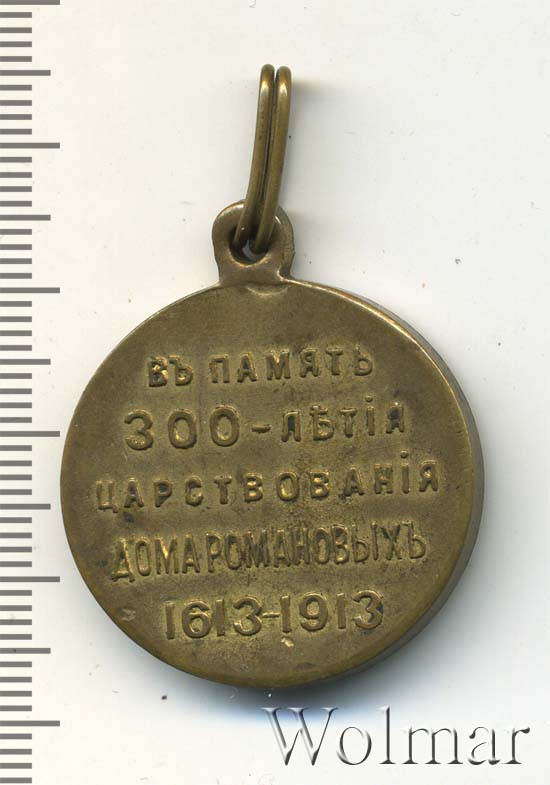 ВЪ ПАМЯТЬ
300-ЛѢТІЯ
ЦАРСТВОВАНІЯ
ДОМА РОМАНОВЫХЪ
1613-1913
Wolmar